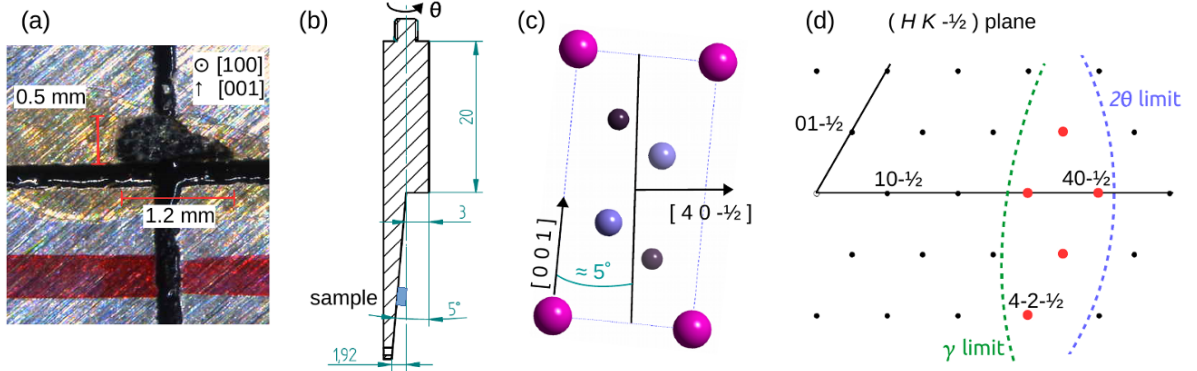 (a)
⊙ [100]
↑ [001]
0.5 mm
1.2 mm
(b)
θ
20
3
sample
5°
1,92
(c)
[ 4 0 -½ ]
[ 0 0 1 ]
≈ 5°
(d)
( H K -½ ) plane
2θ limit
01-½
10-½
40-½
4-2-½
γ limit